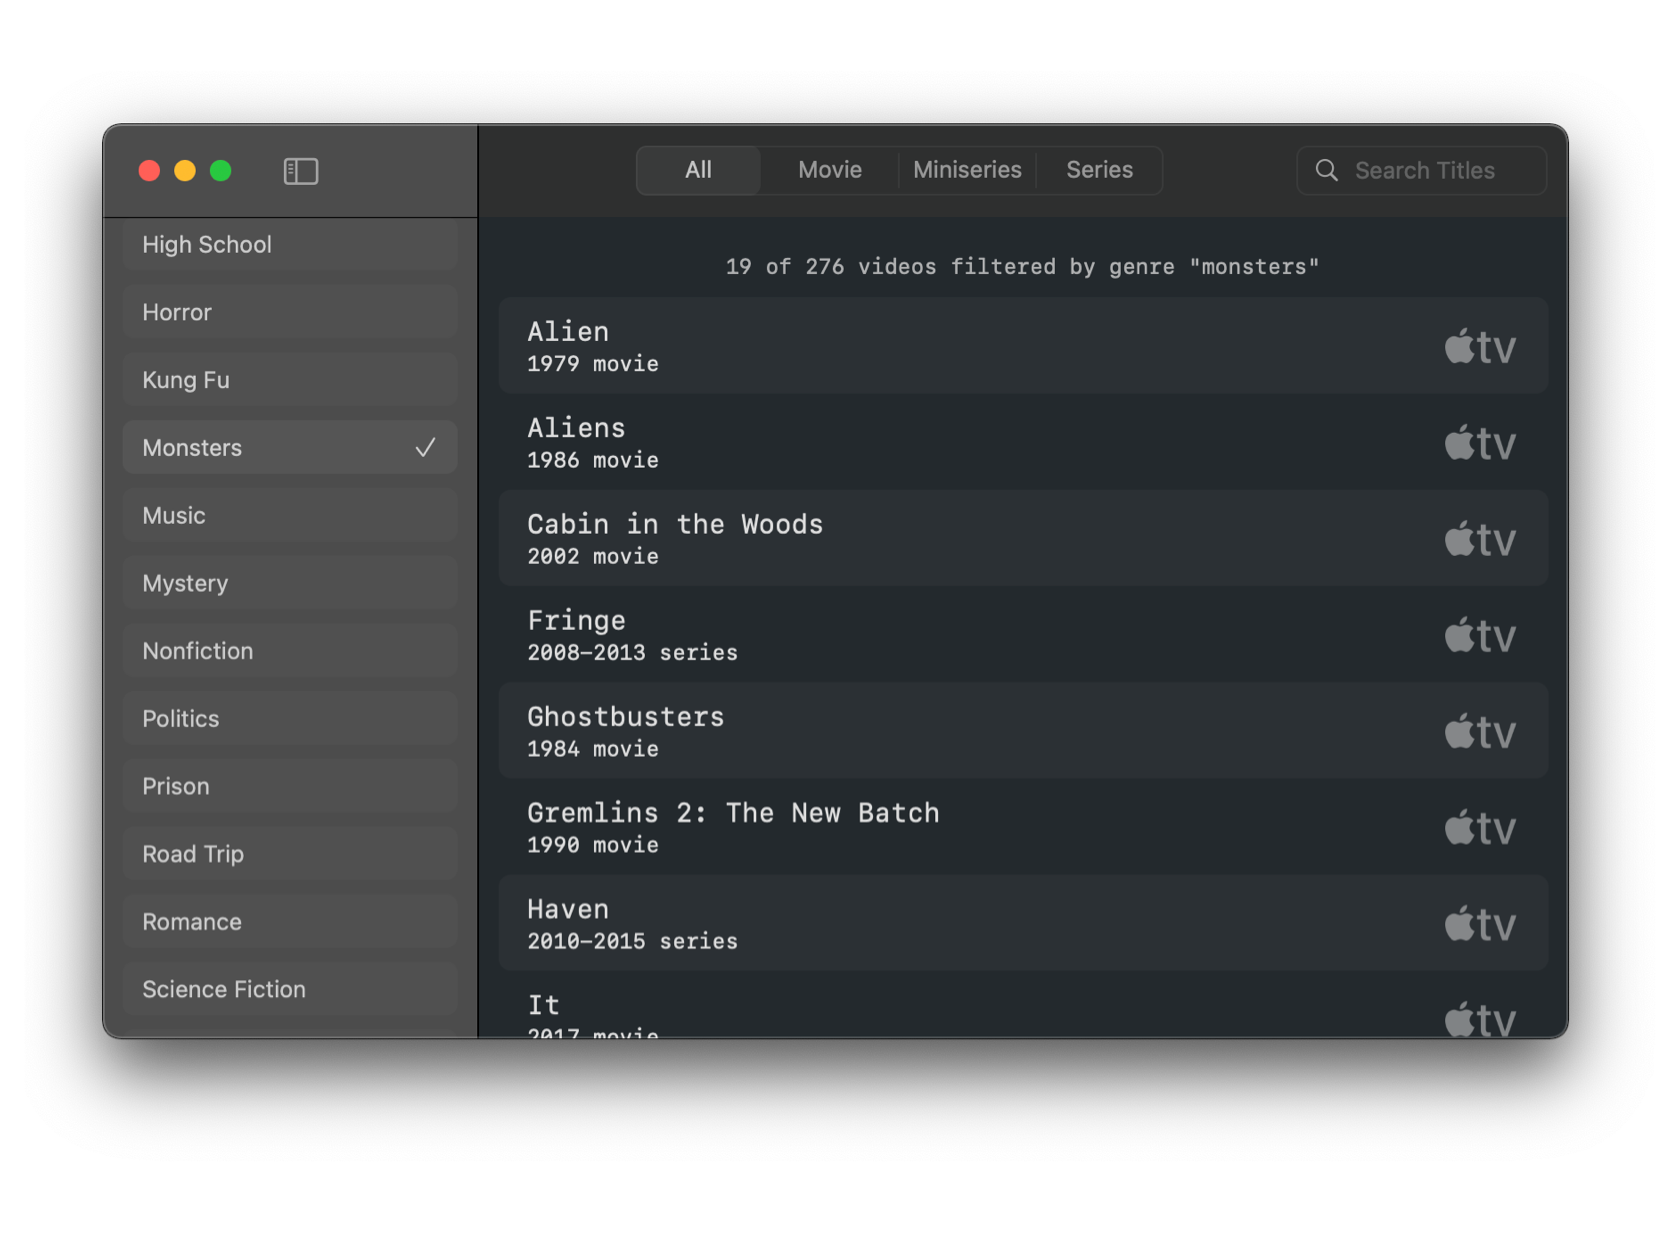 All
Movie
Miniseries
Series
Search Titles
High School
Horror
Kung Fu
Monsters
Music
Mystery
Nonfiction
Politics
Prison
Road Trip
Romance
Science Fiction
19 of 276 videos filtered by genre "monsters"
Alien
1979 movie
tv
Aliens
1986 movie
tv
Cabin in the Woods
2002 movie
tv
Fringe
2008–2013 series
tv
Ghostbusters
1984 movie
tv
Gremlins 2: The New Batch
1990 movie
tv
Haven
2010–2015 series
tv
It
2017 movie
tv